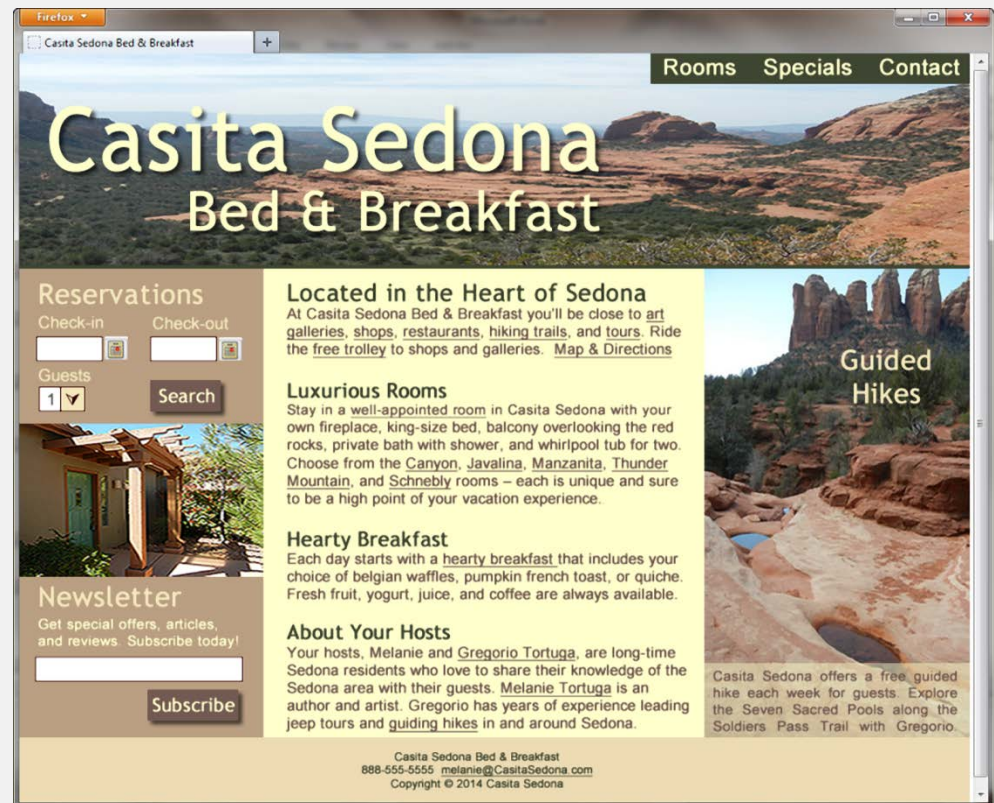 Firefox
Casita Sedona Bed & Breakfast
Rooms Specials Contact
Casita Sedona
Bed & Breakfast
Reservations
Check-in Check-out
Guests
1
Search
Newsletter
Get special offers, articles,
and reviews. Subscribe today!
Subscribe
Located in the Heart of Sedona
At Casita Sedona Bed & Breakfast you'll be close to art
galleries, shops, restaurants, hiking trails, and tours. Ride
the free trolley to shops and galleries. Map & Directions
Luxurious Rooms
Stay in a well-appointed room in Casita Sedona with your
own fireplace, king-size bed, balcony overlooking the red
rocks, private bath with shower, and whirlpool tub for two.
Choose from the Canyon, Javalina, Manzanita, Thunder
Mountain, and Schnebly rooms – each is unique and sure
to be a high point of your vacation experience.
Hearty Breakfast
Each day starts with a hearty breakfast that includes your
choice of belgian waffles, pumpkin french toast, or quiche.
Fresh fruit, yogurt, juice, and coffee are always available.
About Your Hosts
Your hosts, Melanie and Gregorio Tortuga, are long-time
Sedona residents who love to share their knowledge of the
Sedona area with their guests. Melanie Tortuga is an
author and artist. Gregorio has years of experience leading
jeep tours and guiding hikes in and around Sedona.
Guided
Hikes
Casita Sedona offers a free guided
hike each week for guests. Explore
the Seven Sacred Pools along the
Soldiers Pass Trail with Gregorio.
Casita Sedona Bed & Breakfast
888-555-5555 melanie@CasitaSedona.com
Copyright © 2014 Casita Sedona